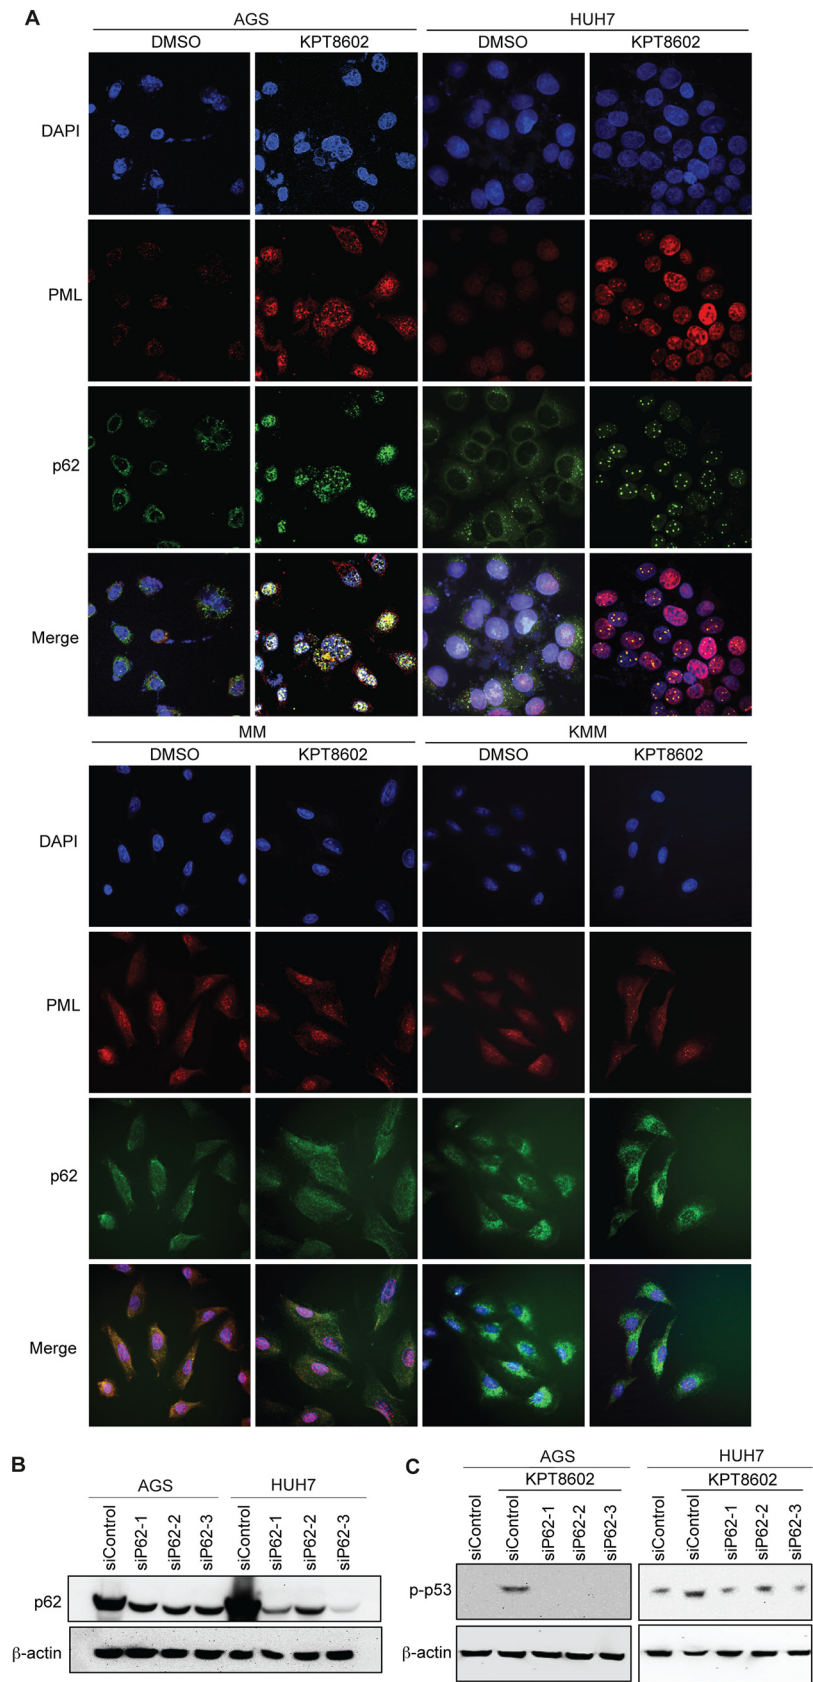 A
AGS
HUH7
DMSO
KPT8602
DMSO
KPT8602
DAPI
PML
p62
Merge
MM
KMM
DMSO
KPT8602
DMSO
KPT8602
DAPI
PML
p62
Merge
B
AGS
HUH7
siControl
siP62-1
siP62-2
siP62-3
siControl
siP62-1
siP62-2
siP62-3
p62
β-actin
C
AGS
HUH7
KPT8602
KPT8602
siControl
siControl
siP62-1
siP62-2
siP62-3
siControl
siControl
siP62-1
siP62-2
siP62-3
p-p53
β-actin